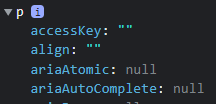 ▼ p i
accessKey: ""
align: ""
ariaAtomic: null
ariaAutoComplete: null